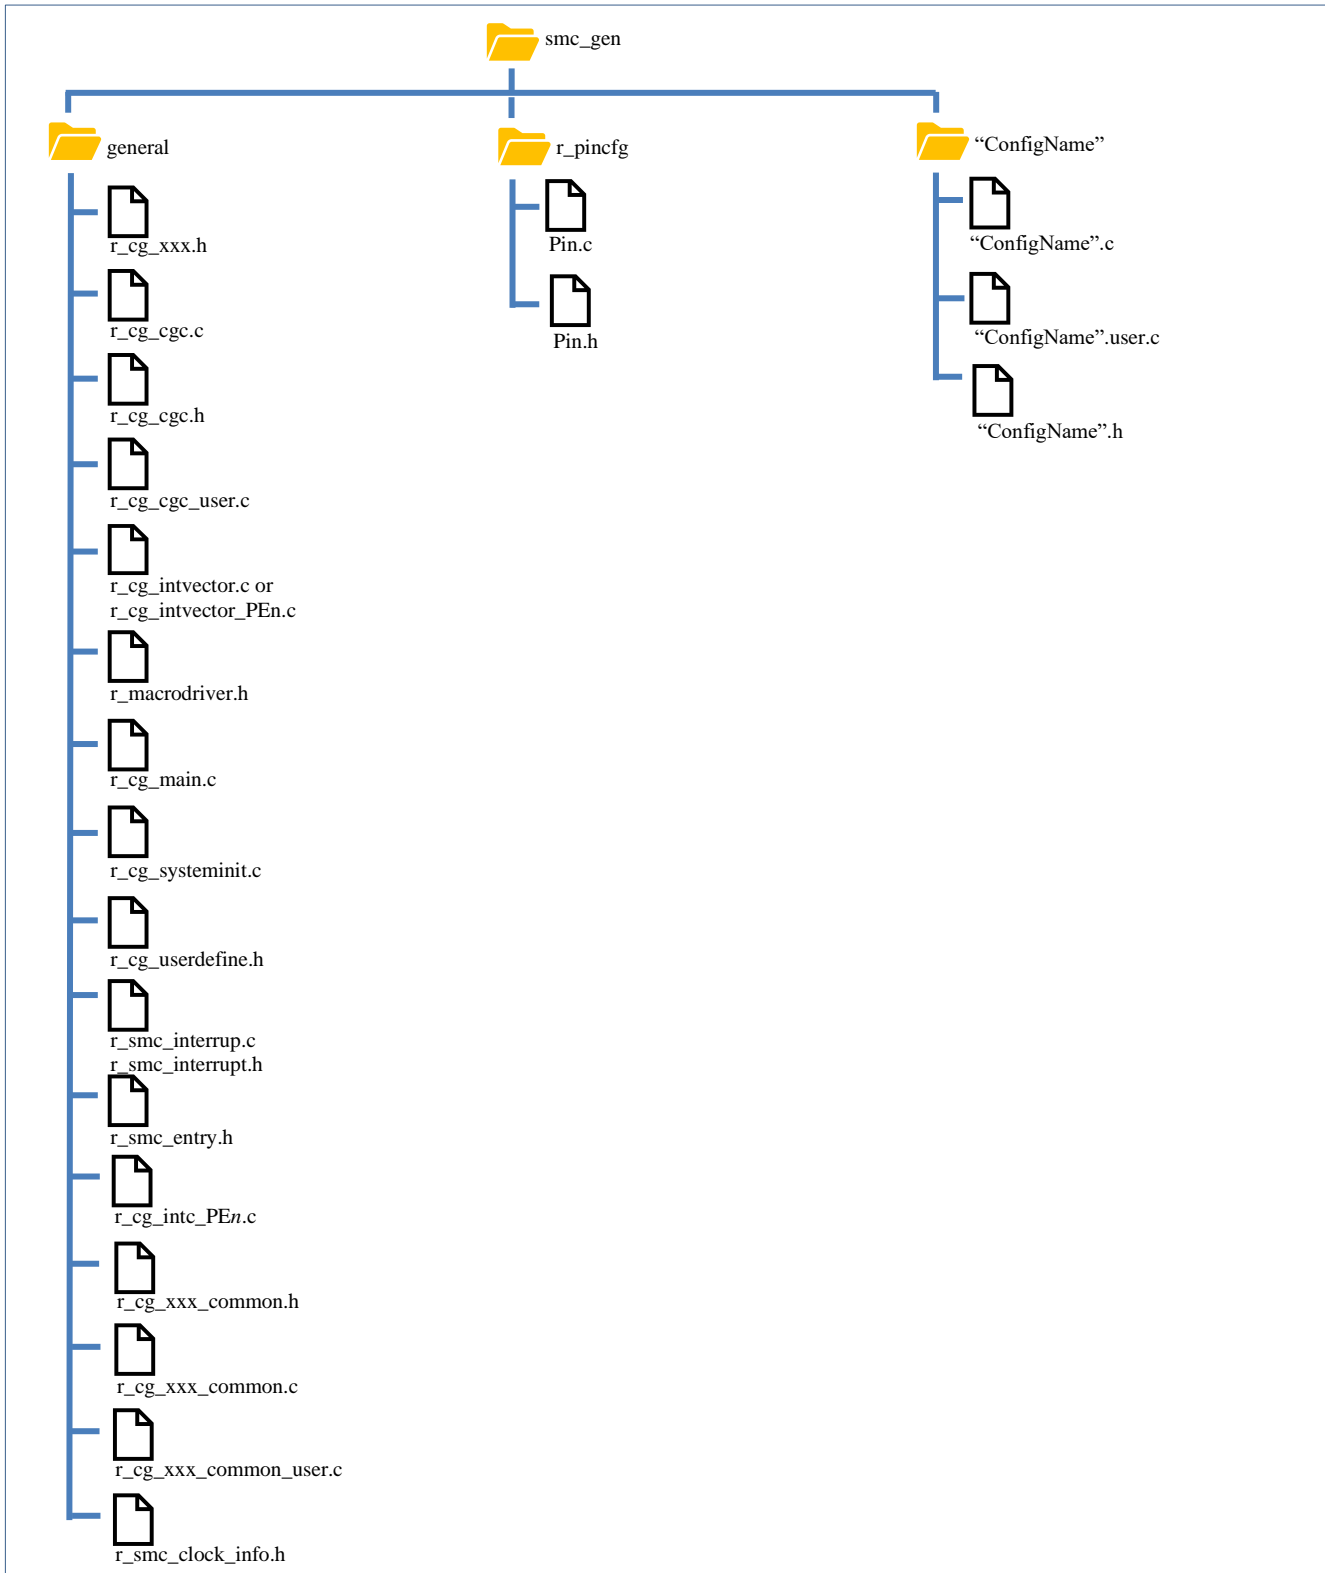 smc_gen
general
r_cg_xxx.h
r_cg_cgc.c
r_cg_cgc.h
r_cg_cgc_user.c
r_cg_intvector.c or
r_cg_intvector_PEn.c
r_macrodriver.h
r_cg_main.c
r_cg_systeminit.c
r_cg_userdefine.h
r_smc_interrup.c
r_smc_interrupt.h
r_smc_entry.h
r_cg_intc_PEn.c
r_cg_xxx_common.h
r_cg_xxx_common.c
r_cg_xxx_common_user.c
r_smc_clock_info.h
r_pincfg
Pin.c
Pin.h
“ConfigName”
“ConfigName”.c
“ConfigName”.user.c
“ConfigName”.h